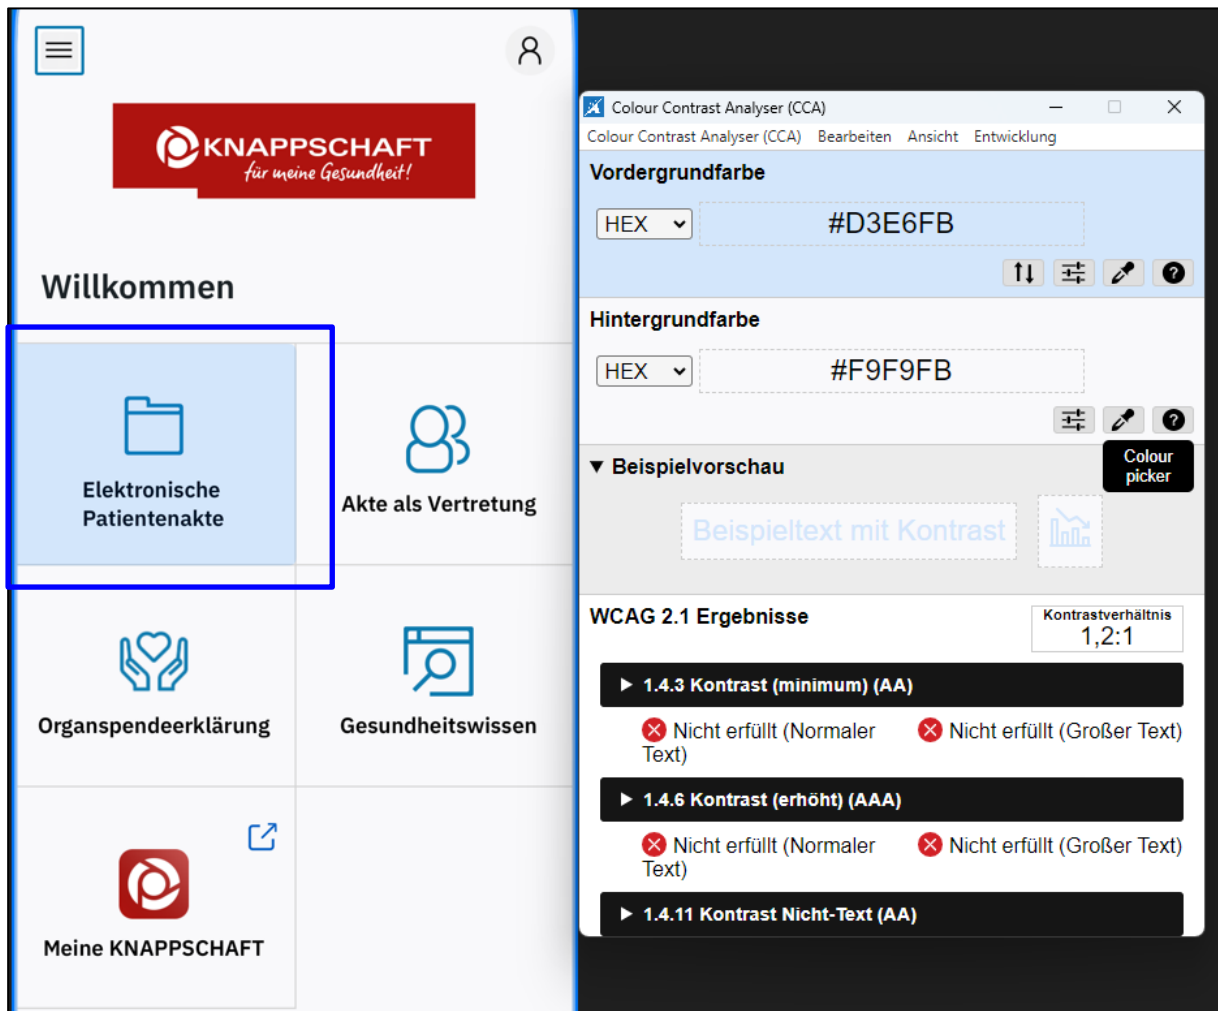 KNAPPSCHAFT
für meine Gesundheit!
Willkommen
Elektronische
Patientenakte
Akte als Vertretung
Organspendeerklärung
Gesundheitswissen
Meine KNAPPSCHAFT
Colour Contrast Analyser (CCA)
Colour Contrast Analyser (CCA) Bearbeiten Ansicht Entwicklung
Vordergrundfarbe
HEX #D3E6FB
Hintergrundfarbe
HEX #F9F9FB
Colour
picker
▼ Beispielvorschau
Beispieltext mit Kontrast
WCAG 2.1 Ergebnisse
Kontrastverhältnis
1,2:1
▶ 1.4.3 Kontrast (minimum) (AA)
Nicht erfüllt (Normaler
Text)
Nicht erfüllt (Großer Text)
▶ 1.4.6 Kontrast (erhöht) (AAA)
Nicht erfüllt (Normaler
Text)
Nicht erfüllt (Großer Text)
▶ 1.4.11 Kontrast Nicht-Text (AA)